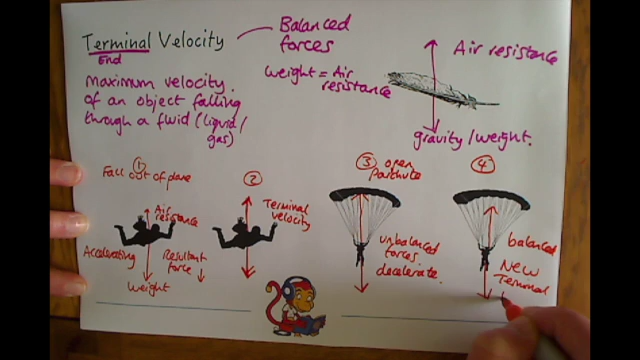 Terminal Velocity
End
Balanced
forces
Weight = Air
resistance
Maximum velocity
of an object falling
through a fluid (liquid/
gas)
Air resistance
gravity/weight.
①
Fall out of plane
Air
resistance
Accelerating
Resultant
force ↓
Weight
②
Terminal
velocity
③ open
Parachute
unbalanced
forces
decelerate.
④
balanced
New
Terminal